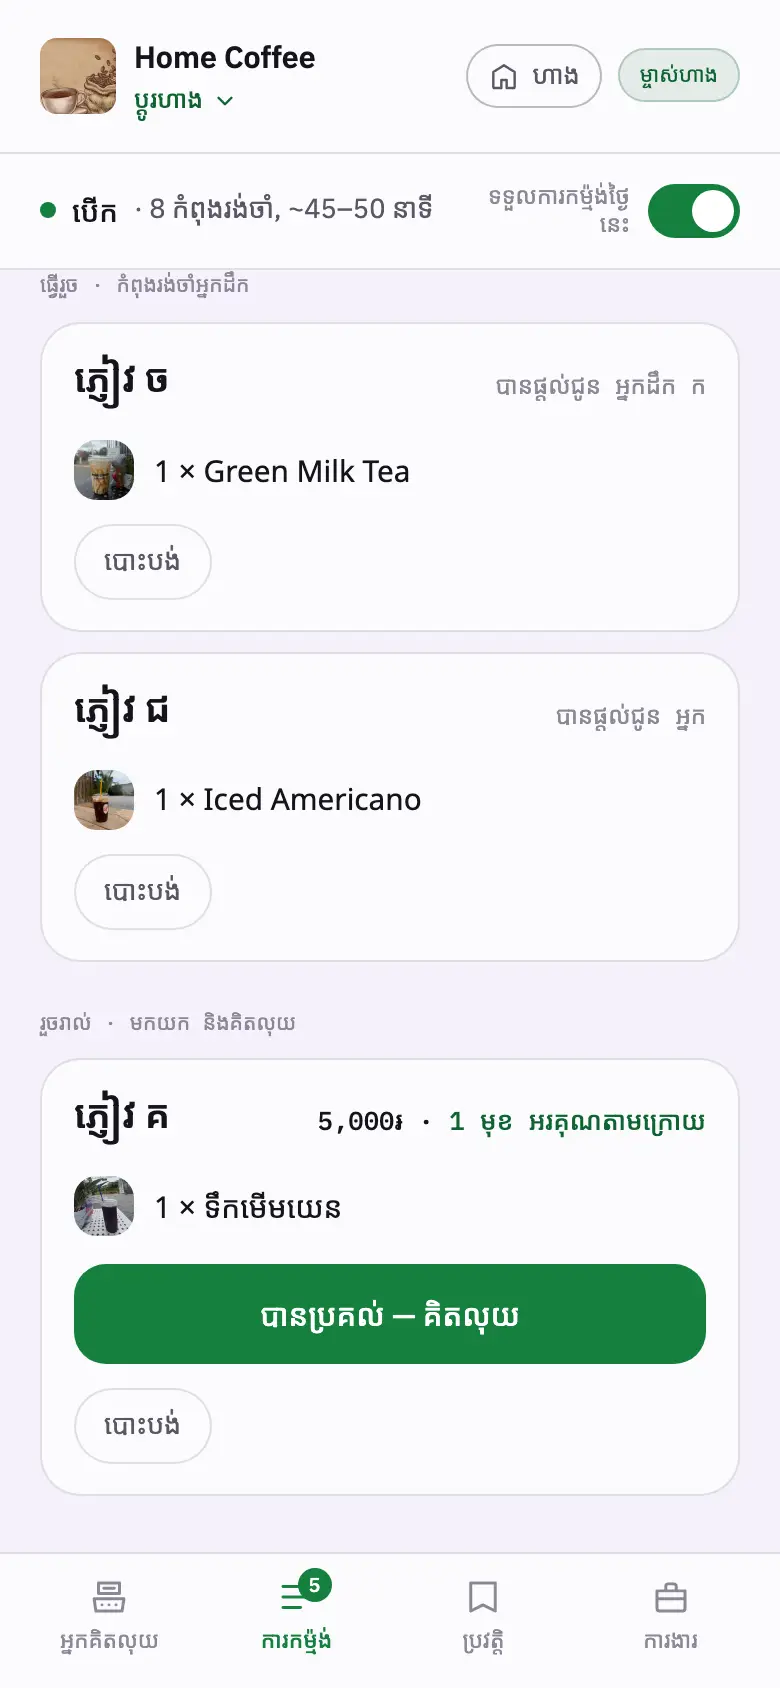 Home Coffee
ប្ដូរហាង
ហាង
ម្ចាស់ហាង
បើក · 8 កំពុងរង់ចាំ, ~45–50 នាទី
ទទួលការកម្ម៉ង់ថ្ងៃ
នេះ
ធ្វើរួច · កំពុងរង់ចាំអ្នកដឹក
ភ្ញៀវ ច
បានផ្ដល់ជូន អ្នកដឹក ក
1 × Green Milk Tea
បោះបង់
ភ្ញៀវ ជ
បានផ្ដល់ជូន អ្នក
1 × Iced Americano
បោះបង់
រួចរាល់ · មកយក និងគិតលុយ
ភ្ញៀវ គ
5,000៛ · 1 មុខ អរគុណតាមក្រោយ
1 × ទឹកមើមយេន
បានប្រគល់ — គិតលុយ
បោះបង់
5
អ្នកគិតលុយ
ការកម្ម៉ង់
ប្រវត្តិ
ការងារ